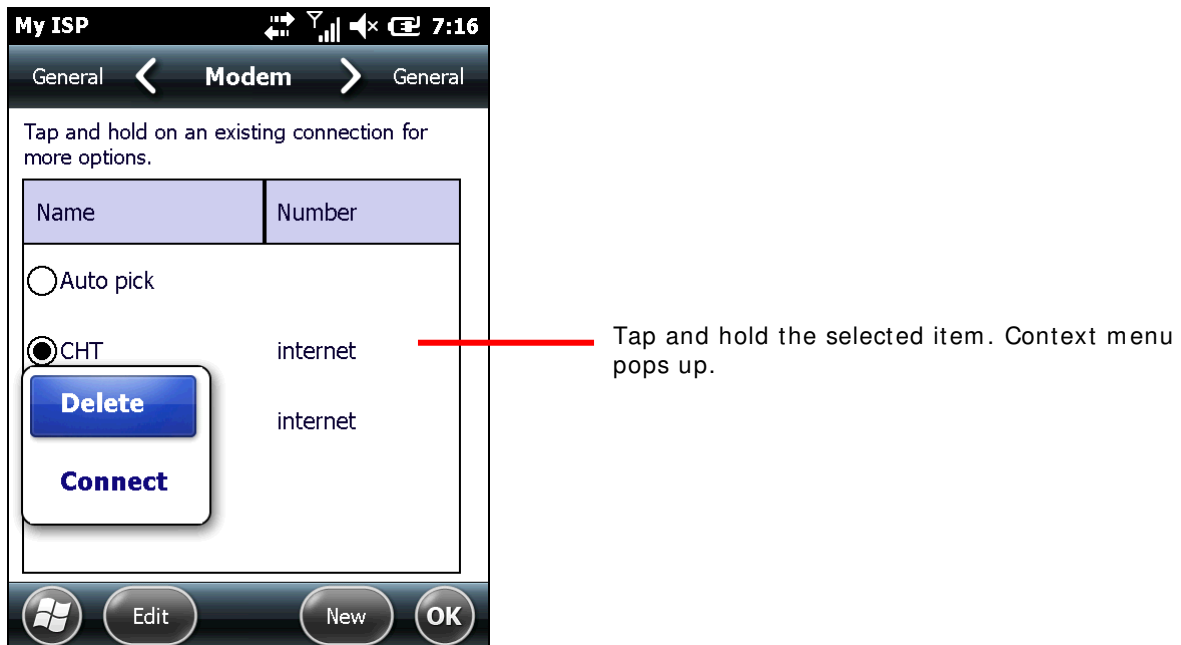 My ISP 7:16
General Modem General
Tap and hold on an existing connection for
more options.
Name Number
Auto pick
CHT internet
Delete
internet
Connect
Tap and hold the selected item. Context menu
pops up.
Edit New OK